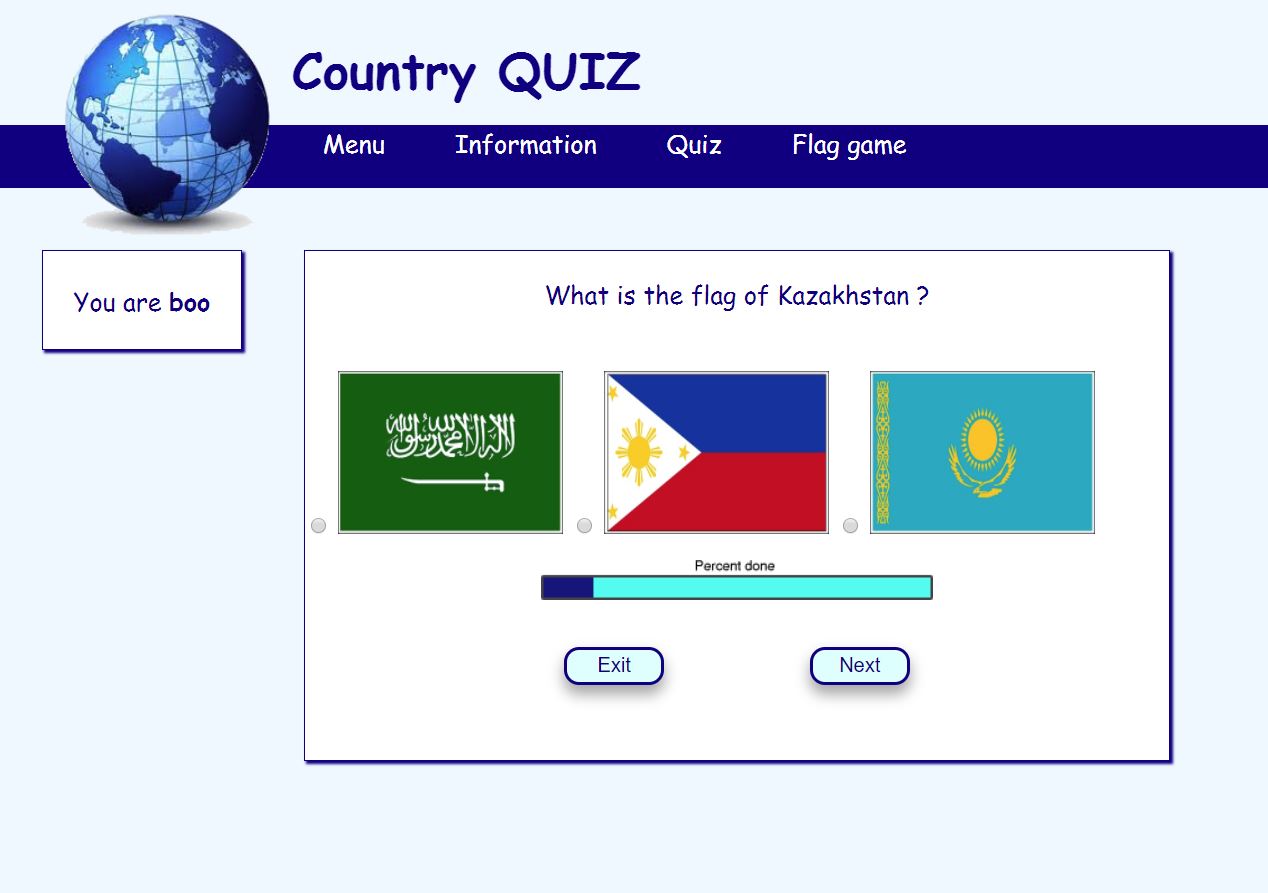 Country QUIZ
Menu Information Quiz Flag game
You are boo
What is the flag of Kazakhstan ?
لا إله إلا الله محمد رسول الله
Percent done
Exit Next